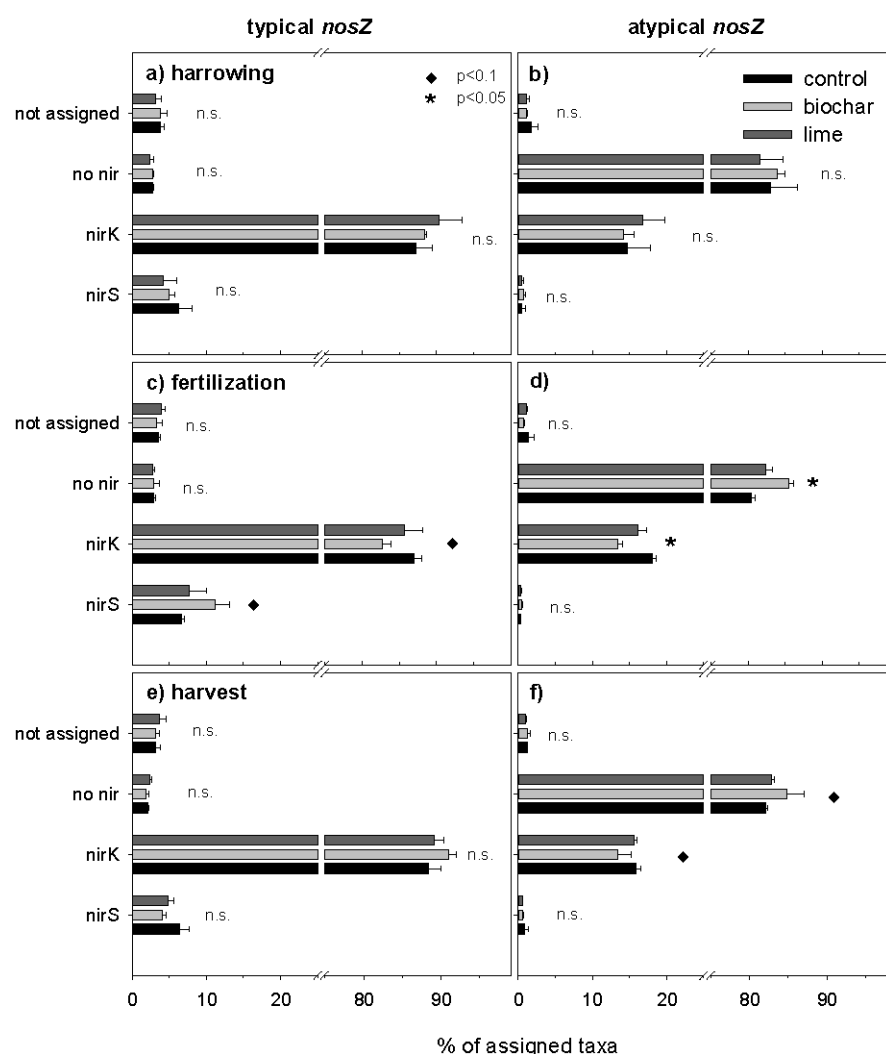 typical nosZ
atypical nosZ
a) harrowing
◆ p<0.1
* p<0.05
not assigned
n.s.
no nir
n.s.
nirK
n.s.
nirS
n.s.
b)
control
biochar
lime
n.s.
n.s.
n.s.
n.s.
c) fertilization
not assigned
n.s.
no nir
n.s.
nirK
◆
nirS
◆
d)
n.s.
*
*
n.s.
e) harvest
not assigned
n.s.
no nir
n.s.
nirK
n.s.
nirS
n.s.
f)
n.s.
◆
◆
n.s.
0 10 20 80 90
0 10 20 80 90
% of assigned taxa